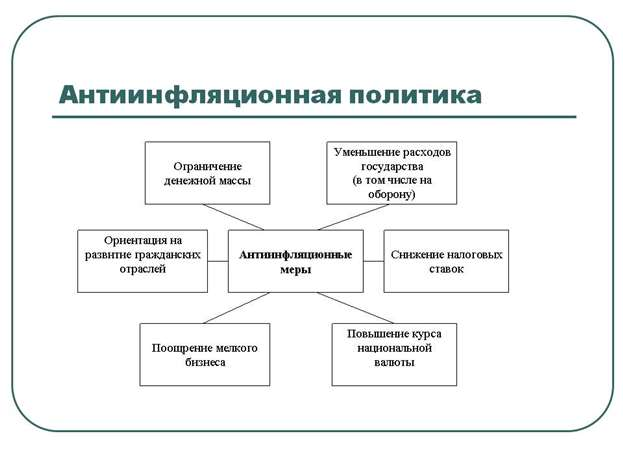 Антиинфляционная политика
Ограничение
денежной массы
Уменьшение расходов
государства
(в том числе на
оборону)
Ориентация на
развитие гражданских
отраслей
Антиинфляционные
меры
Снижение налоговых
ставок
Поощрение мелкого
бизнеса
Повышение курса
национальной
валюты